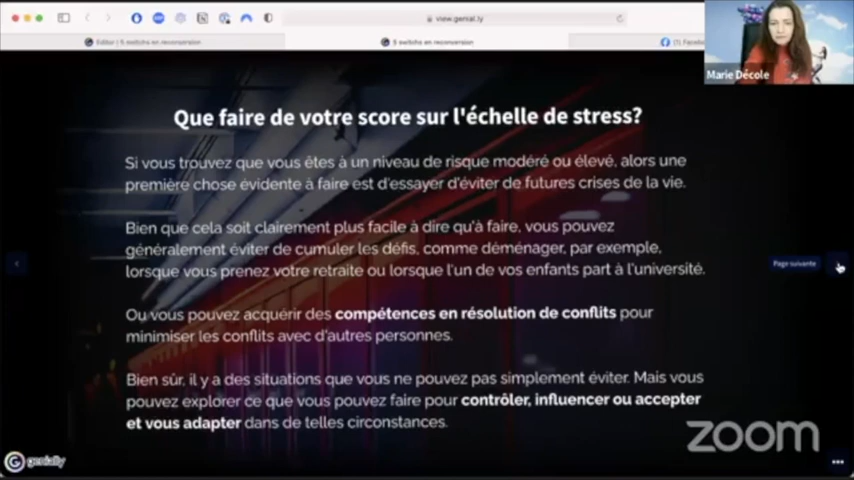 view.genial.ly
Editor | 5 switchs en reconversion
5 switchs en reconversion
(1) Facebo
Marie Décole
Que faire de votre score sur l'échelle de stress?
Si vous trouvez que vous êtes à un niveau de risque modéré ou élevé, alors une
première chose évidente à faire est d'essayer d'éviter de futures crises de la vie.
Bien que cela soit clairement plus facile à dire qu'à faire, vous pouvez
généralement éviter de cumuler les défis, comme déménager, par exemple,
lorsque vous prenez votre retraite ou lorsque l'un de vos enfants part à l'université.
Page suivante
Ou vous pouvez acquérir des compétences en résolution de conflits pour
minimiser les conflits avec d'autres personnes.
Bien sûr, il y a des situations que vous ne pouvez pas simplement éviter. Mais vous
pouvez explorer ce que vous pouvez faire pour contrôler, influencer ou accepter
et vous adapter dans de telles circonstances.
zoom
genially